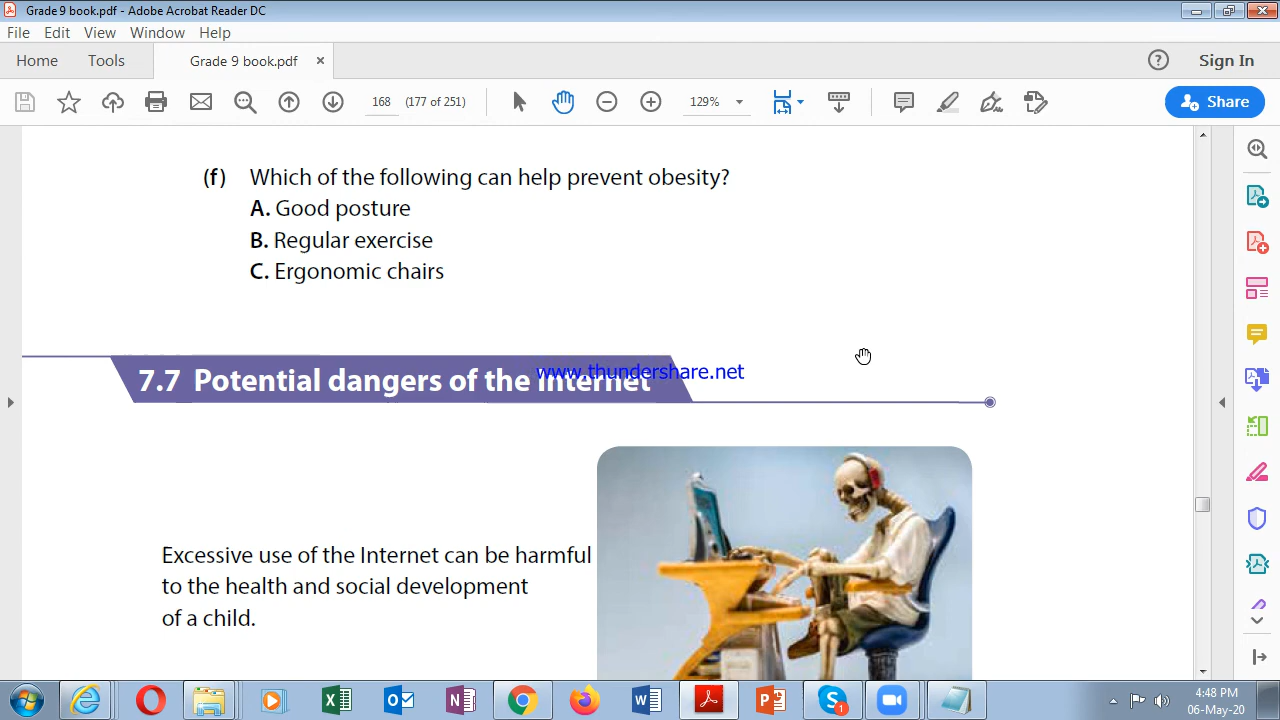 Grade 9 book.pdf - Adobe Acrobat Reader DC
File Edit View Window Help
Home Tools Grade 9 book.pdf × ? Sign In
168 (177 of 251) 129% Share
(f) Which of the following can help prevent obesity?
A. Good posture
B. Regular exercise
C. Ergonomic chairs
7.7 Potential dangers of the Internet
www.thundershare.net
Excessive use of the Internet can be harmful
to the health and social development
of a child.
4:48 PM
06-May-20